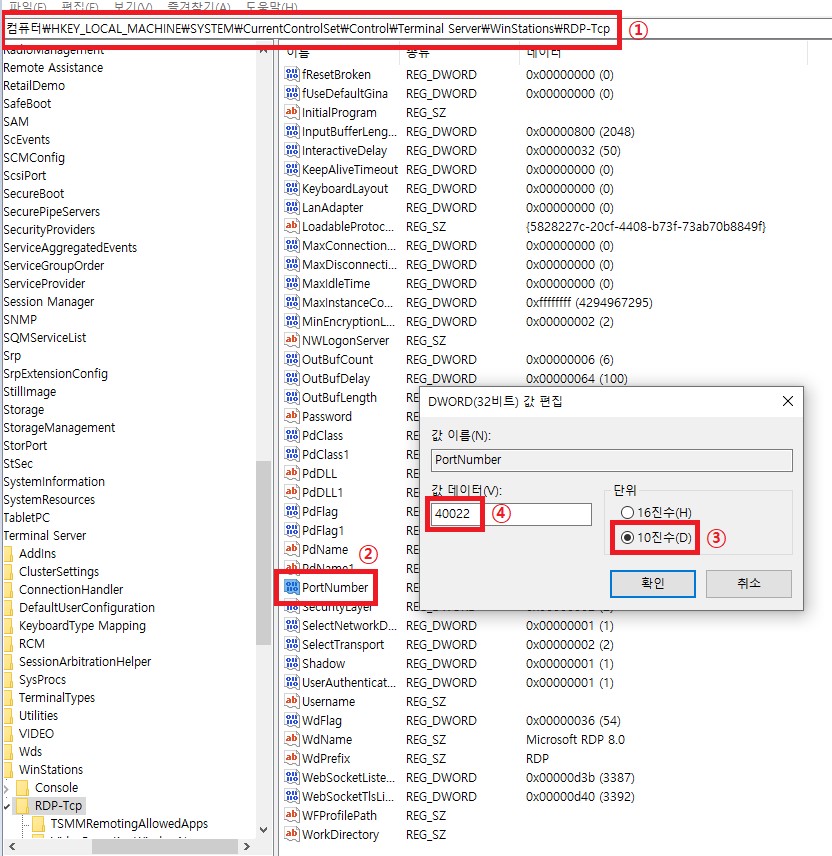 파일(F) 편집(E) 보기(V) 즐겨찾기(A) 도움말(H)
컴퓨터₩HKEY_LOCAL_MACHINE₩SYSTEM₩CurrentControlSet₩Control₩Terminal Server₩WinStations₩RDP-Tcp ①
RadioManagement
Remote Assistance
RetailDemo
SafeBoot
SAM
ScEvents
SCMConfig
ScsiPort
SecureBoot
SecurePipeServers
SecurityProviders
ServiceAggregatedEvents
ServiceGroupOrder
ServiceProvider
Session Manager
SNMP
SQMServiceList
Srp
SrpExtensionConfig
StillImage
Storage
StorageManagement
StorPort
StSec
SystemInformation
SystemResources
TabletPC
Terminal Server
AddIns
ClusterSettings
ConnectionHandler
DefaultUserConfiguration
KeyboardType Mapping
RCM
SessionArbitrationHelper
SysProcs
TerminalTypes
Utilities
VIDEO
Wds
WinStations
Console
RDP-Tcp
TSMMRemotingAllowedApps
이름 종류 데이터
fResetBroken REG_DWORD 0x00000000 (0)
fUseDefaultGina REG_DWORD 0x00000000 (0)
InitialProgram REG_SZ
InputBufferLeng... REG_DWORD 0x00000800 (2048)
InteractiveDelay REG_DWORD 0x00000032 (50)
KeepAliveTimeout REG_DWORD 0x00000000 (0)
KeyboardLayout REG_DWORD 0x00000000 (0)
LanAdapter REG_DWORD 0x00000000 (0)
LoadableProtoc... REG_SZ {5828227c-20cf-4408-b73f-73ab70b8849f}
MaxConnection... REG_DWORD 0x00000000 (0)
MaxDisconnecti... REG_DWORD 0x00000000 (0)
MaxIdleTime REG_DWORD 0x00000000 (0)
MaxInstanceCo... REG_DWORD 0xffffffff (4294967295)
MinEncryptionL... REG_DWORD 0x00000002 (2)
NWLogonServer REG_SZ
OutBufCount REG_DWORD 0x00000006 (6)
OutBufDelay REG_DWORD 0x00000064 (100)
OutBufLength
Password
PdClass
PdClass1
PdDLL
PdDLL1
PdFlag
PdFlag1
PdName
PdName1
②
PortNumber
SecurityLayer
SelectNetworkD... REG_DWORD 0x00000001 (1)
SelectTransport REG_DWORD 0x00000002 (2)
Shadow REG_DWORD 0x00000001 (1)
UserAuthenticat... REG_DWORD 0x00000001 (1)
Username REG_SZ
WdFlag REG_DWORD 0x00000036 (54)
WdName REG_SZ Microsoft RDP 8.0
WdPrefix REG_SZ RDP
WebSocketListe... REG_DWORD 0x00000d3b (3387)
WebSocketTlsLi... REG_DWORD 0x00000d40 (3392)
WFProfilePath REG_SZ
WorkDirectory REG_SZ
DWORD(32비트) 값 편집
값 이름(N):
PortNumber
값 데이터(V):
40022 ④
단위
16진수(H)
10진수(D) ③
확인 취소